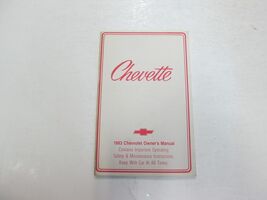 Chevette
1983 Chevrolet Owner's Manual
Contains Important Operating
Safety & Maintenance Instructions
Keep With Car At All Times